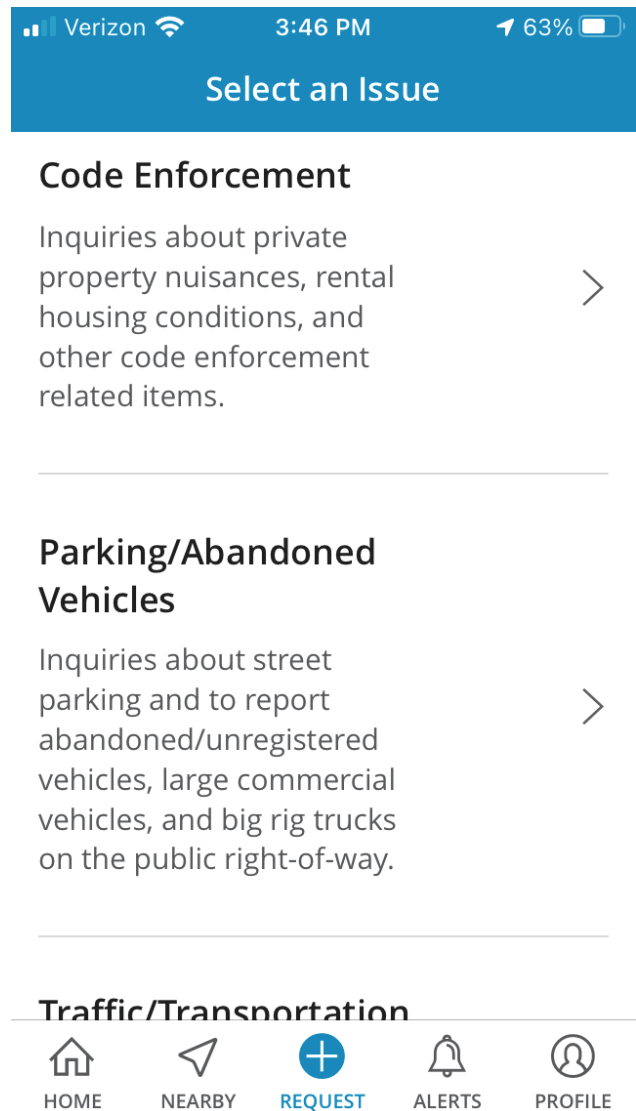 Verizon 3:46 PM 63%
Select an Issue
Code Enforcement
Inquiries about private
property nuisances, rental
housing conditions, and
other code enforcement
related items.
Parking/Abandoned
Vehicles
Inquiries about street
parking and to report
abandoned/unregistered
vehicles, large commercial
vehicles, and big rig trucks
on the public right-of-way.
Traffic/Transportation
HOME NEARBY REQUEST ALERTS PROFILE